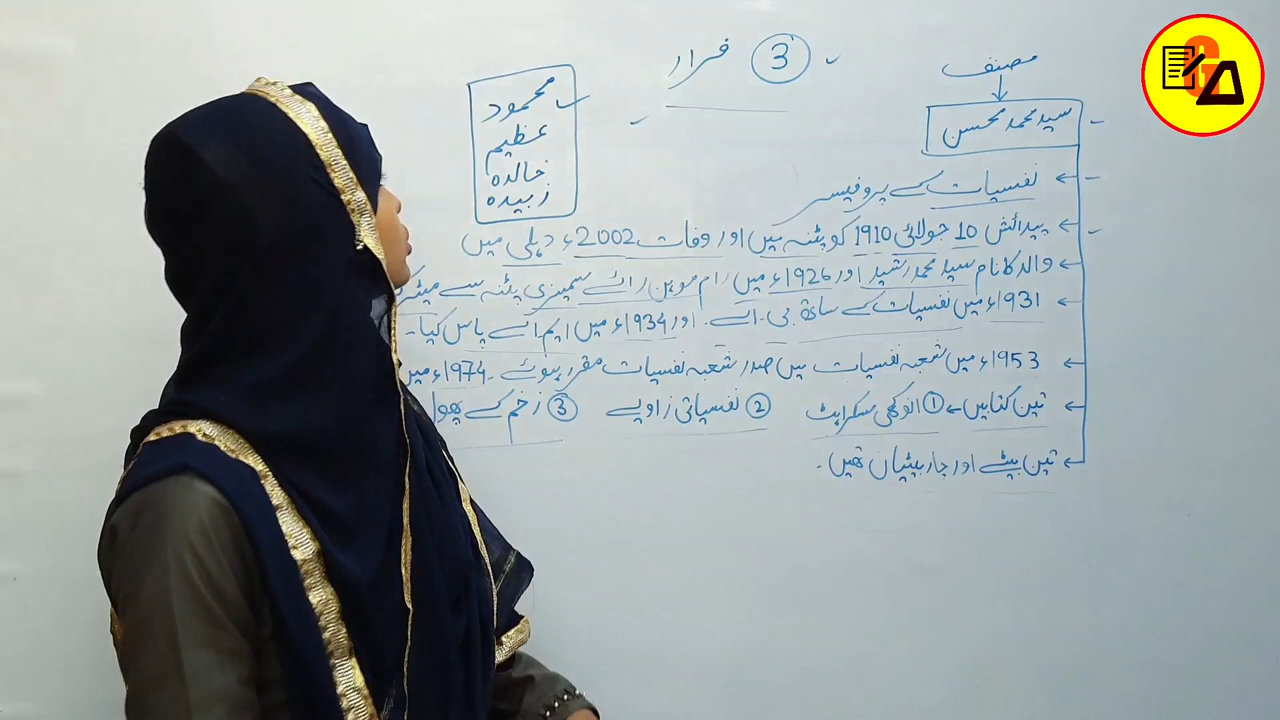 ③ فرار
مصنف
سید محمد محسن
محمود
عظیم
خالدہ
زبیدہ
نفسیات کے پروفیسر
پیدائش 10 جولائی 1910 کو پٹنہ میں اور وفات 2002ء دہلی میں
والد کا نام سید محمد رشید اور 1926ء میں رام موہن رائے سمینری پٹنہ سے
1931ء میں نفسیات کے ساتھ بی۔اے۔ اور 1934ء میں ایم اے پاس کیا۔
1953ء میں شعبہ نفسیات میں صدر شعبہ نفسیات مقرر ہوئے۔ 1974ء میں
تین کتابیں ← ① انوکھی مسکراہٹ ② نفسیاتی زاویے ③ زخم کے
تین بیٹے اور چار بیٹیاں تھیں۔